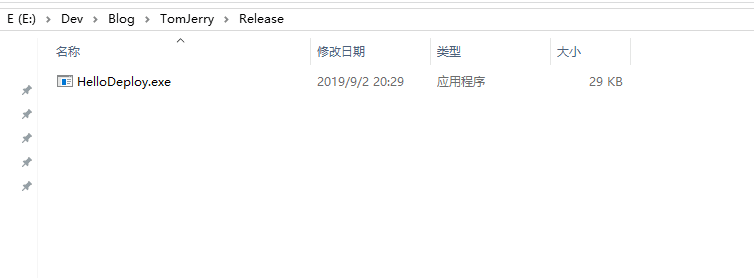 E (E:) > Dev > Blog > TomJerry > Release
名称 修改日期 类型 大小
HelloDeploy.exe 2019/9/2 20:29 应用程序 29 KB